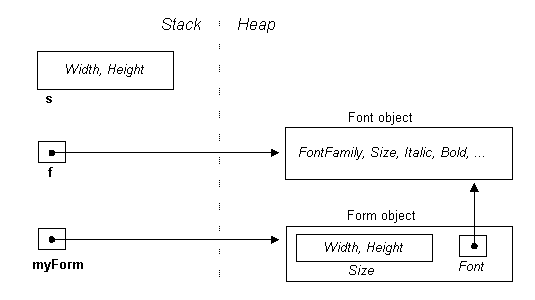 Stack Heap
Width, Height
s
Font object
FontFamily, Size, Italic, Bold, ...
f
Form object
Width, Height
Size
Font
myForm